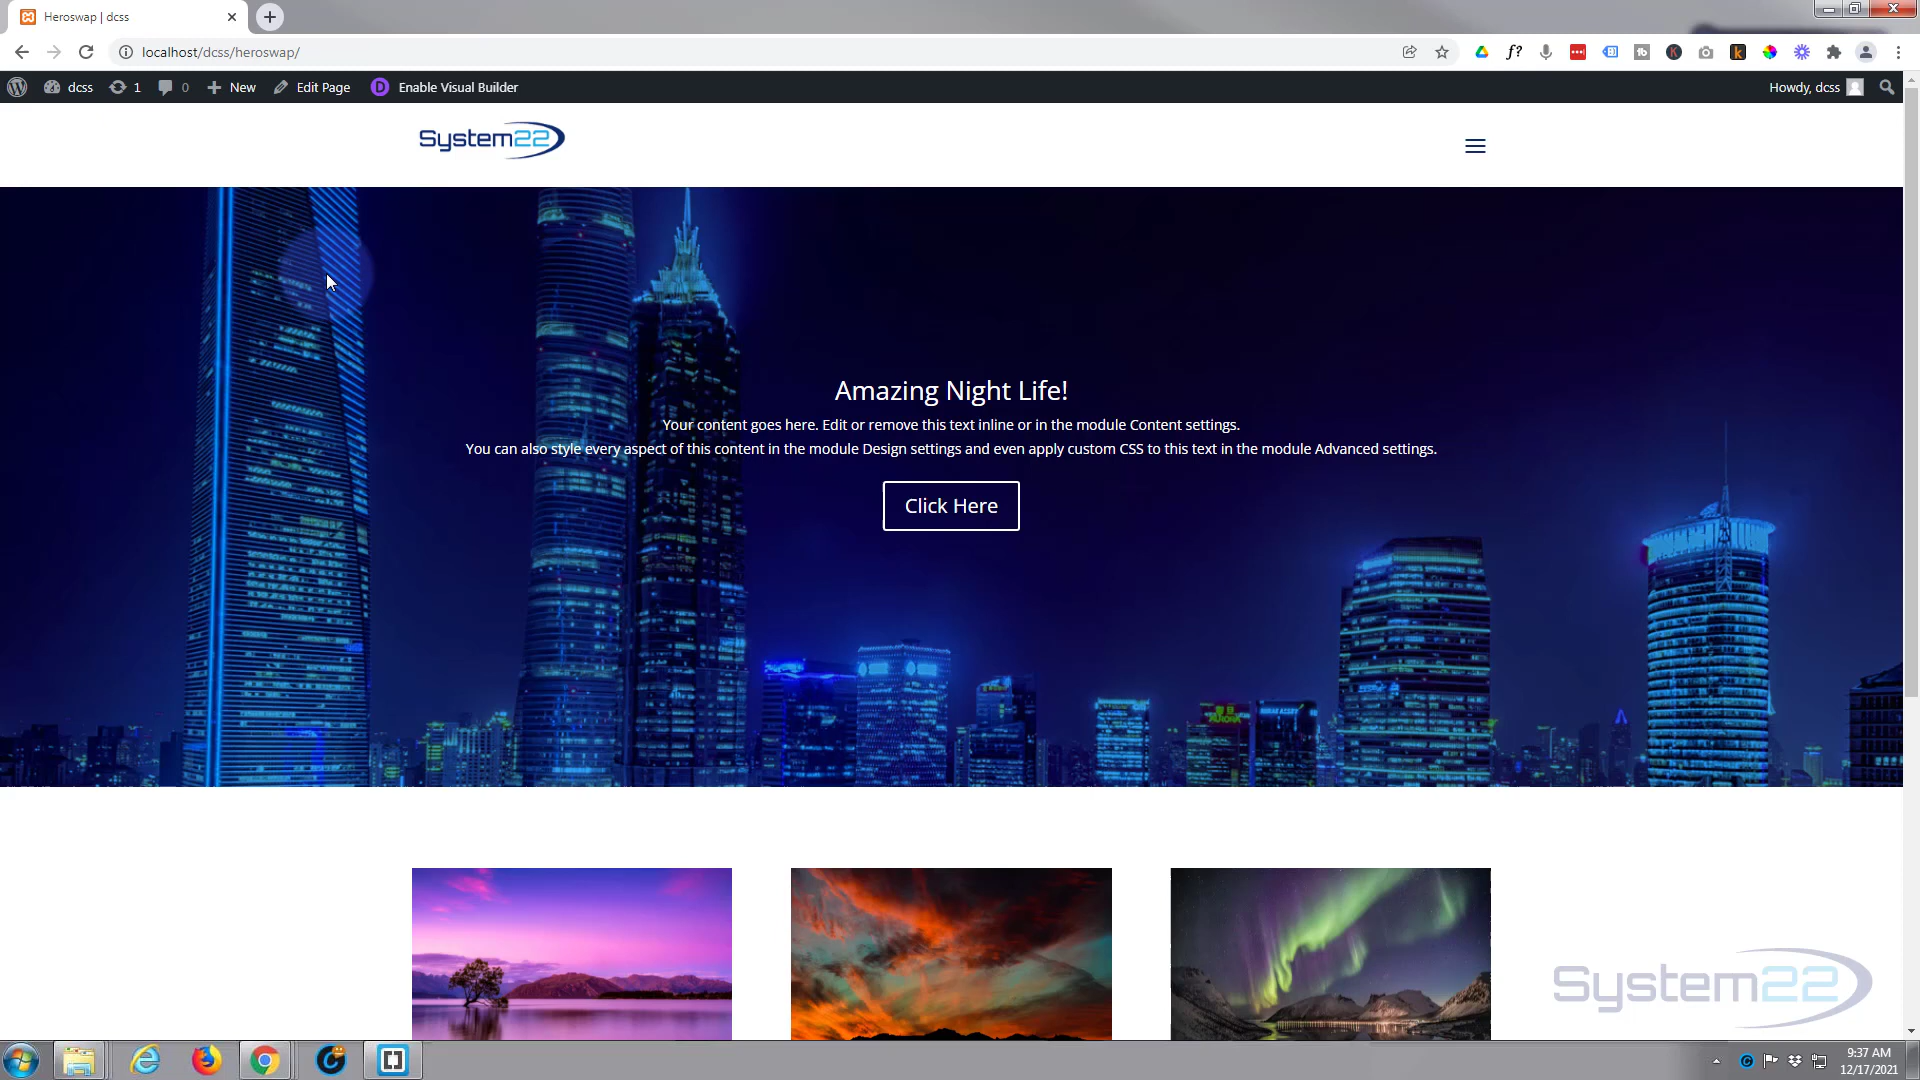 Heroswap | dcss
localhost/dcss/heroswap/
dcss
1
0
New
Edit Page
D
Enable Visual Builder
Howdy, dcss
System22
Amazing Night Life!
Your content goes here. Edit or remove this text inline or in the module Content settings.
You can also style every aspect of this content in the module Design settings and even apply custom CSS to this text in the module Advanced settings.
Click Here
System22
9:37 AM
12/17/2021